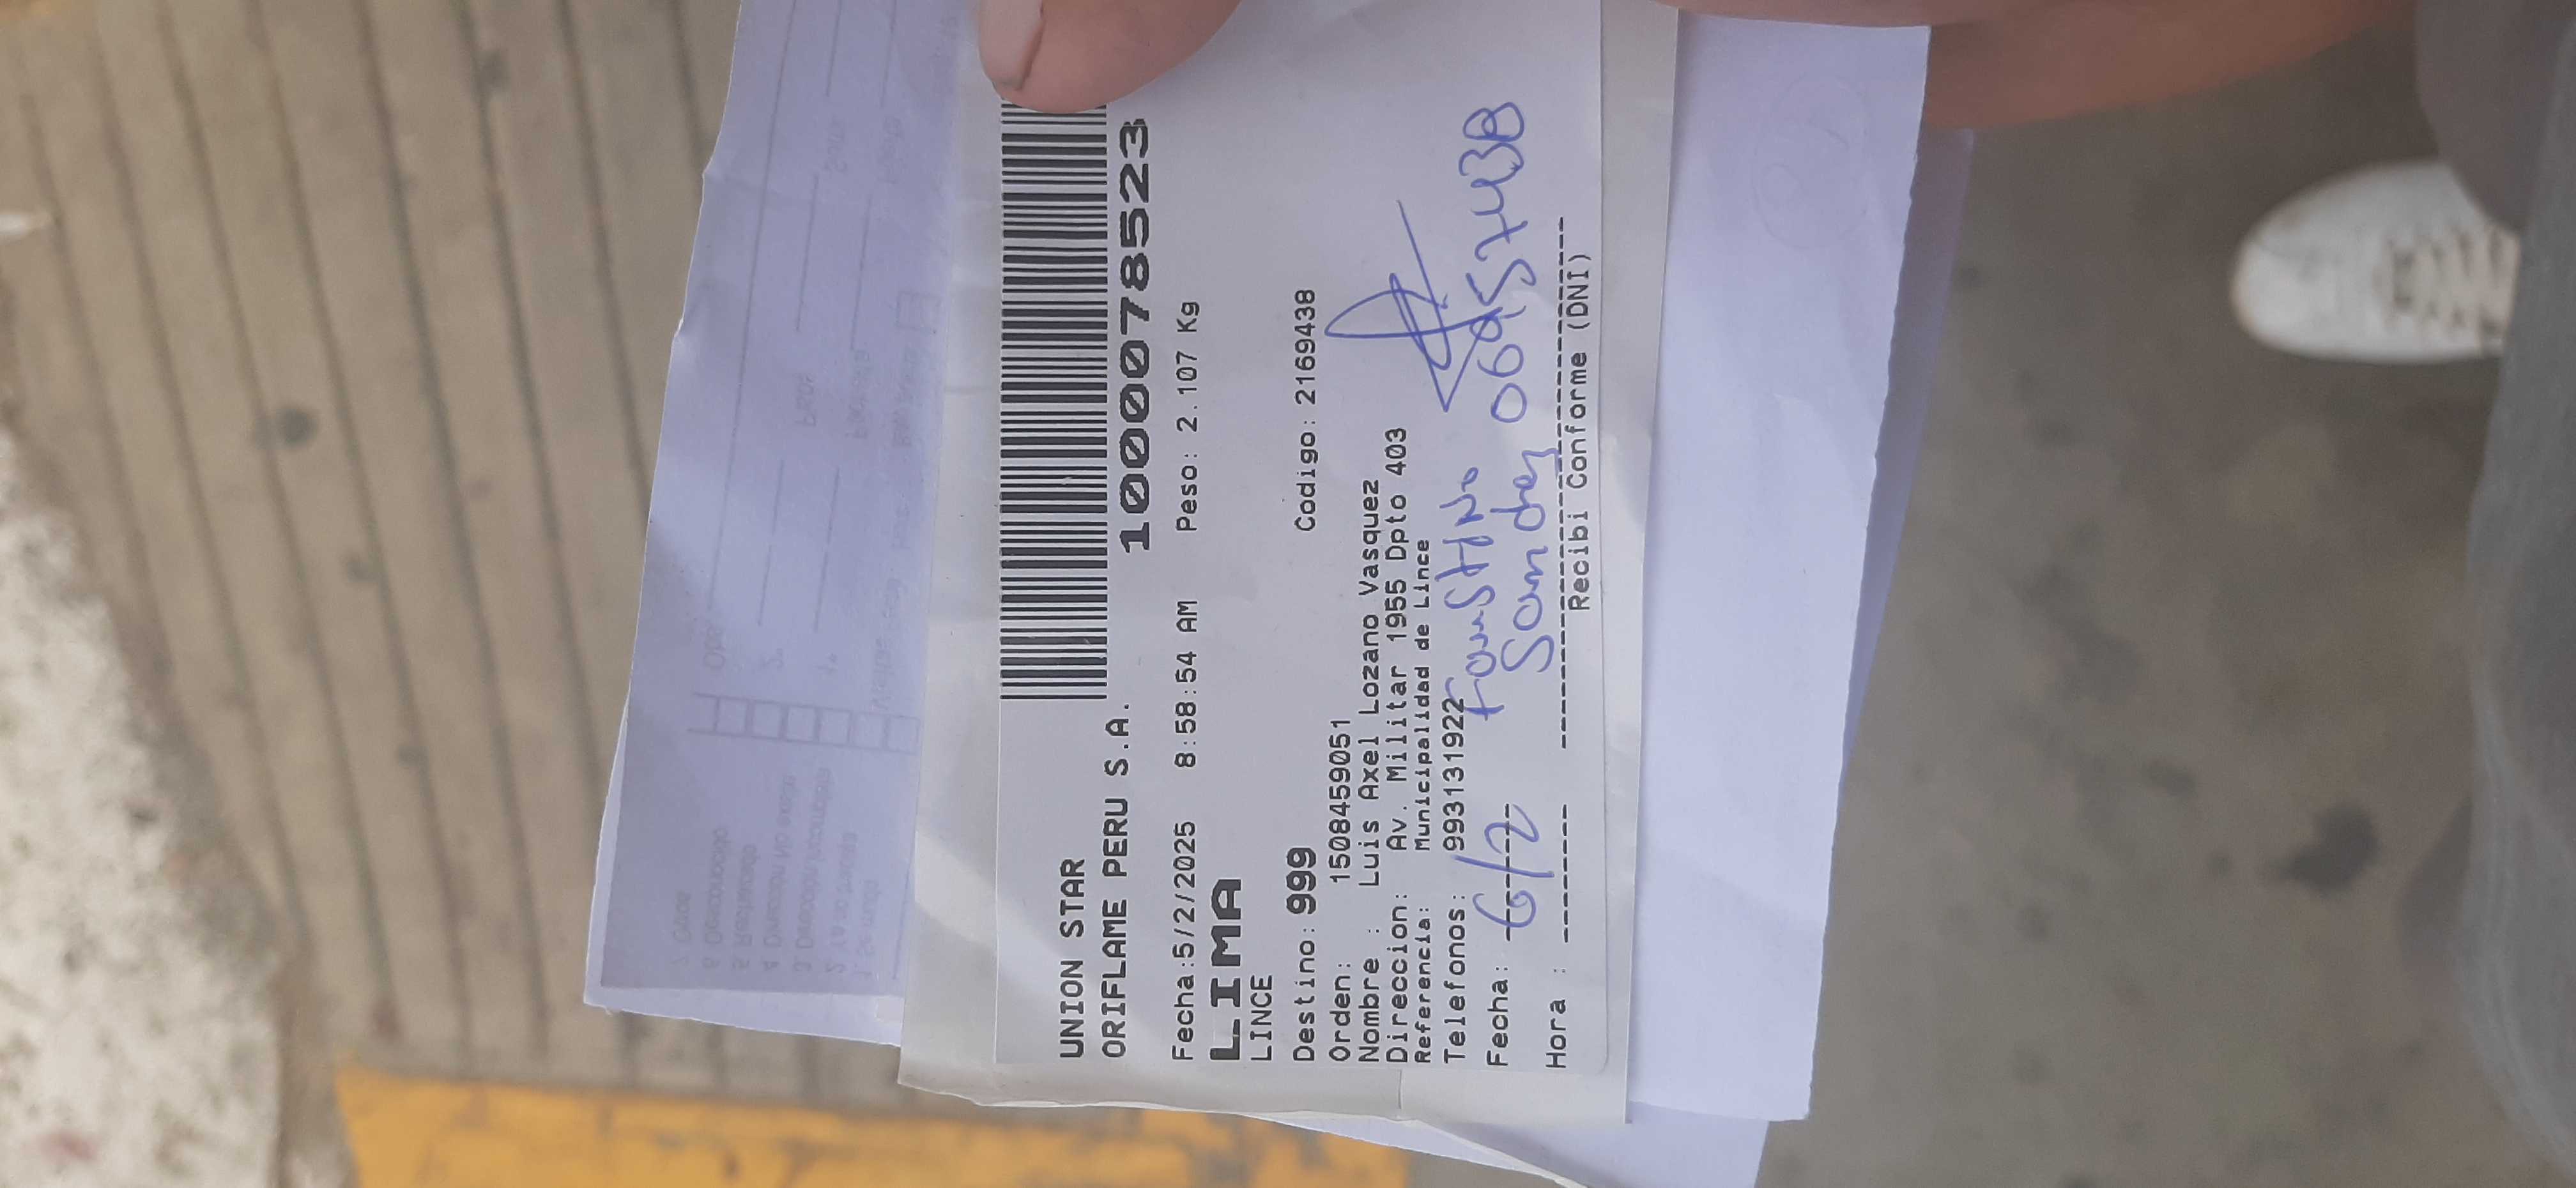 UNION STAR
ORIFLAME PERU S.A.
1000078523
Fecha:5/2/2025 8:58:54 AM Peso: 2.107 Kg
LIMA
LINCE
Destino: 999 Codigo: 2169438
Orden: 1508459051
Nombre : Luis Axel Lozano Vasquez
Direccion: Av. Militar 1955 Dpto 403
Referencia: Municipalidad de Lince
Telefonos: 993131922
Fecha: 6/2 Faustino
Sanchez
Hora :
Recibi Conforme (DNI)